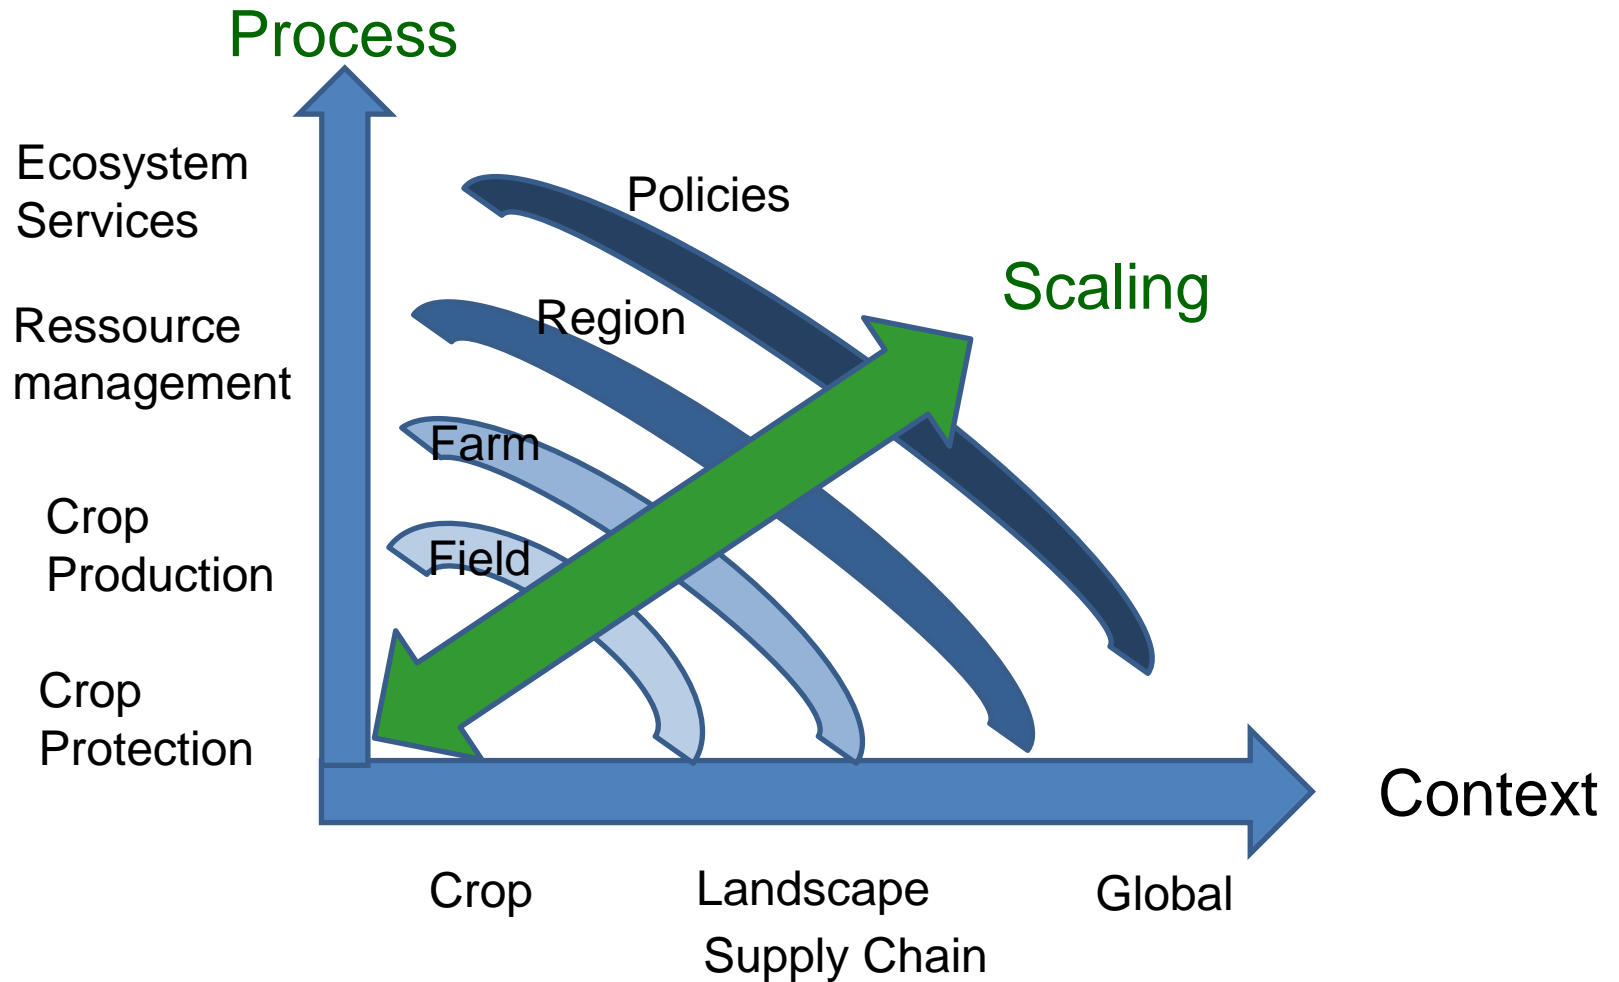 Process
Ecosystem
Services
Policies
Scaling
Ressource
management
Region
Farm
Crop
Production
Field
Crop
Protection
Context
Crop
Landscape
Global
Supply Chain